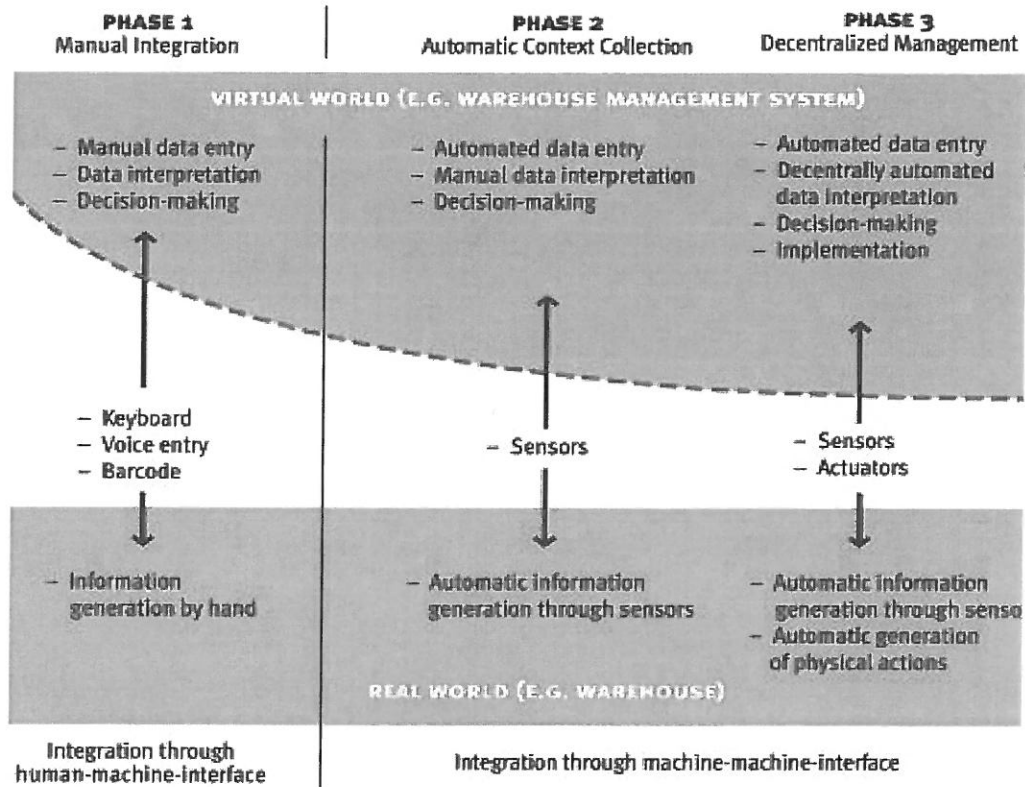 PHASE 1
Manual Integration
PHASE 2
Automatic Context Collection
PHASE 3
Decentralized Management
VIRTUAL WORLD (E.G. WAREHOUSE MANAGEMENT SYSTEM)
– Manual data entry
– Data interpretation
– Decision-making
– Automated data entry
– Manual data interpretation
– Decision-making
– Automated data entry
– Decentrally automated
data interpretation
– Decision-making
– Implementation
– Keyboard
– Voice entry
– Barcode
– Sensors
– Sensors
– Actuators
– Information
generation by hand
– Automatic information
generation through sensors
– Automatic information
generation through senso
– Automatic generation
of physical actions
REAL WORLD (E.G. WAREHOUSE)
Integration through
human-machine-interface
Integration through machine-machine-interface